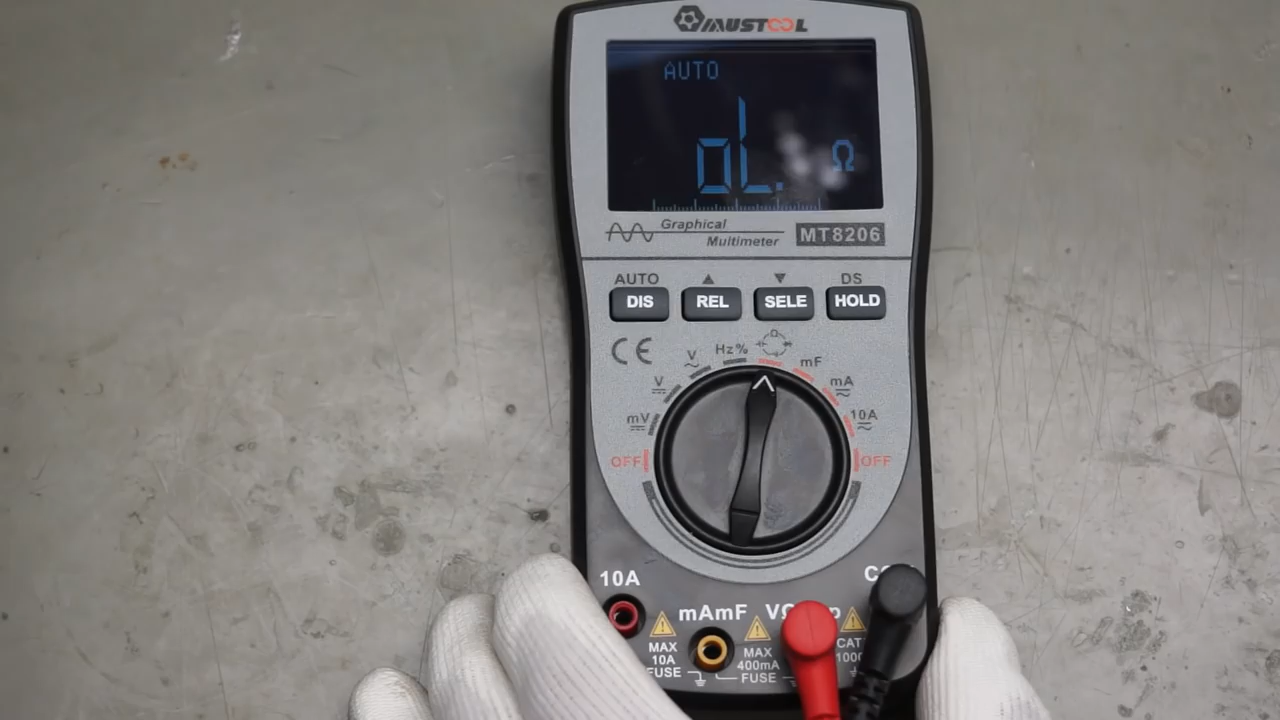 MUSTOOL
AUTO
0L.
Ω
Graphical
Multimeter
MT8206
AUTO ▲ ▼ DS
DIS REL SELE HOLD
CE
Hz%
Ω
V
mF
V
mA
mV
10A
OFF
OFF
10A
mAmF
MAX
10A
FUSE
MAX
400mA
FUSE